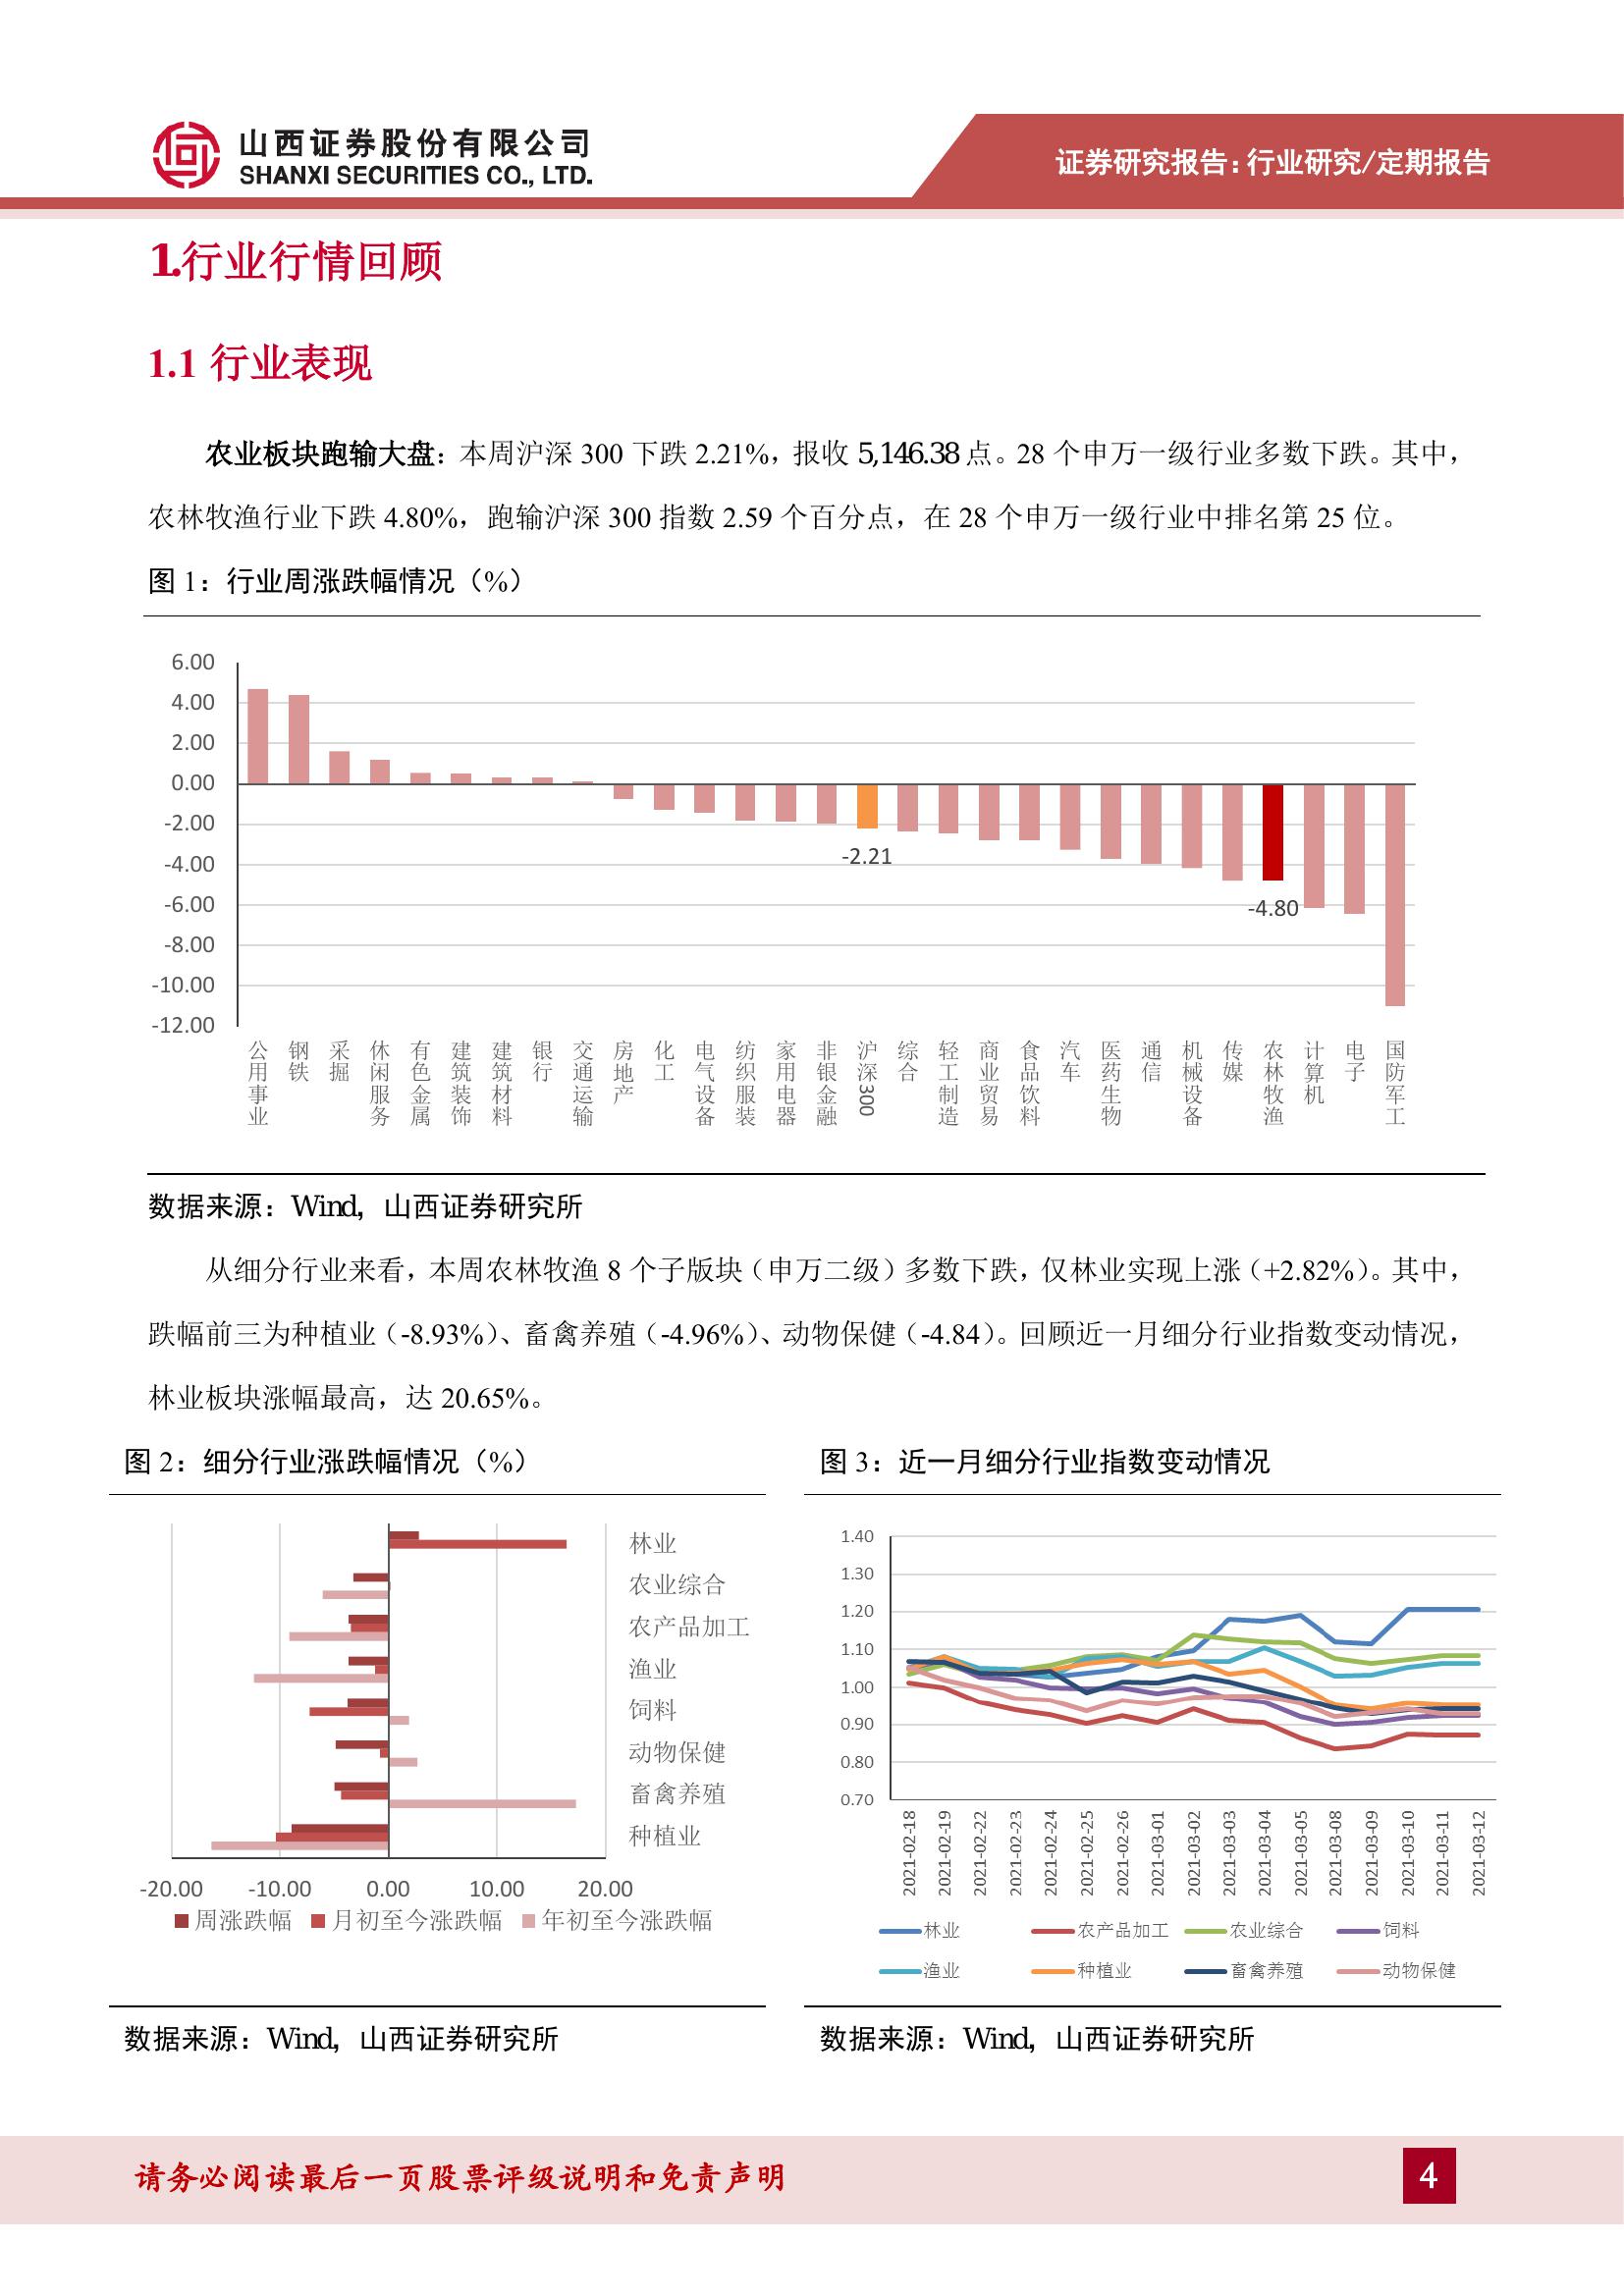 山西证券股份有限公司
SHANXI SECURITIES CO., LTD.
证券研究报告：行业研究/定期报告
1.行业行情回顾
1.1 行业表现
农业板块跑输大盘：本周沪深 300 下跌 2.21%，报收 5,146.38 点。28 个申万一级行业多数下跌。其中，
农林牧渔行业下跌 4.80%，跑输沪深 300 指数 2.59 个百分点，在 28 个申万一级行业中排名第 25 位。
图 1：行业周涨跌幅情况（%）
6.00
4.00
2.00
0.00
-2.00
-4.00
-6.00
-8.00
-10.00
-12.00
-2.21
-4.80
公用事业
钢铁
采掘
休闲服务
有色金属
建筑装饰
建筑材料
银行
交通运输
房地产
化工
电气设备
纺织服装
家用电器
非银金融
沪深300
综合
轻工制造
商业贸易
食品饮料
汽车
医药生物
通信
机械设备
传媒
农林牧渔
计算机
电子
国防军工
数据来源：Wind，山西证券研究所
从细分行业来看，本周农林牧渔 8 个子版块（申万二级）多数下跌，仅林业实现上涨（+2.82%）。其中，
跌幅前三为种植业（-8.93%）、畜禽养殖（-4.96%）、动物保健（-4.84）。回顾近一月细分行业指数变动情况，
林业板块涨幅最高，达 20.65%。
图 2：细分行业涨跌幅情况（%）
林业
农业综合
农产品加工
渔业
饲料
动物保健
畜禽养殖
种植业
-20.00 -10.00 0.00 10.00 20.00
周涨跌幅 月初至今涨跌幅 年初至今涨跌幅
数据来源：Wind，山西证券研究所
图 3：近一月细分行业指数变动情况
1.40
1.30
1.20
1.10
1.00
0.90
0.80
0.70
2021-02-18
2021-02-19
2021-02-22
2021-02-23
2021-02-24
2021-02-25
2021-02-26
2021-03-01
2021-03-02
2021-03-03
2021-03-04
2021-03-05
2021-03-08
2021-03-09
2021-03-10
2021-03-11
2021-03-12
林业 农产品加工 农业综合 饲料
渔业 种植业 畜禽养殖 动物保健
数据来源：Wind，山西证券研究所
请务必阅读最后一页股票评级说明和免责声明
4